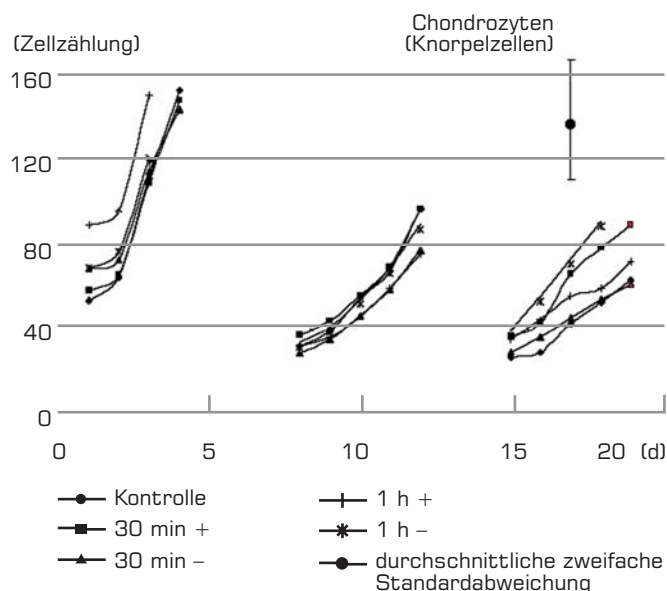 Chondrozyten
(Zellzählung) (Knorpelzellen)
160
120
80
40
0
0 5 10 15 20 (d)
Kontrolle 1 h +
30 min + 1 h –
30 min – durchschnittliche zweifache
Standardabweichung